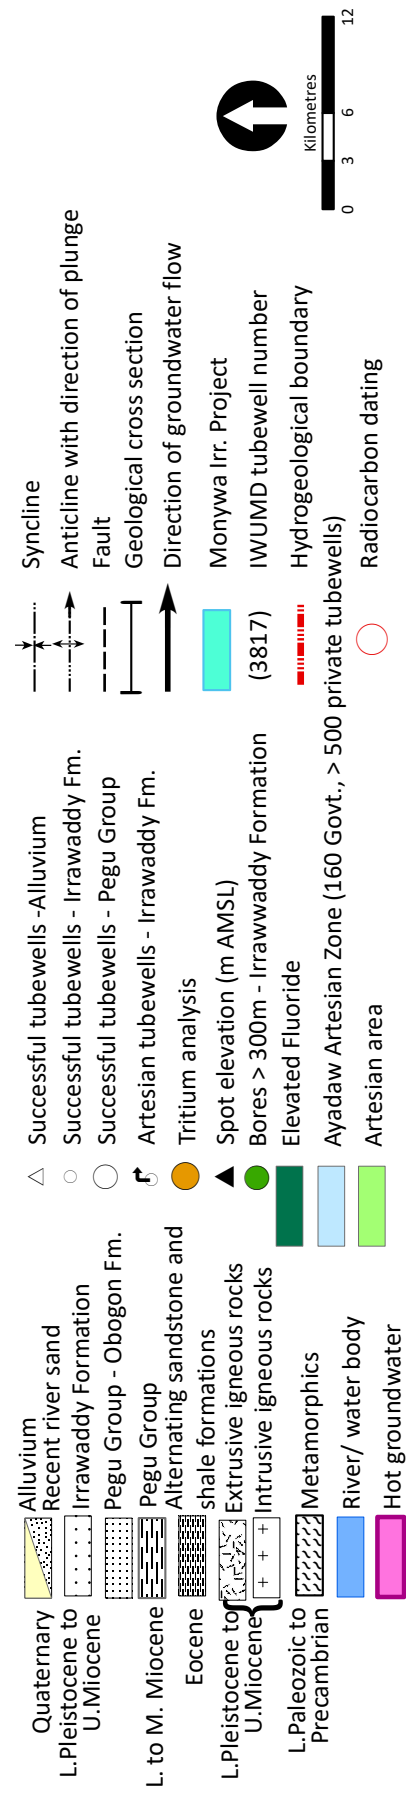 Quaternary
Alluvium
Recent river sand
L.Pleistocene to
U.Miocene
Irrawaddy Formation
Pegu Group - Obogon Fm.
L. to M. Miocene
Pegu Group
Eocene
Alternating sandstone and
shale formations
L.Pleistocene to
U.Miocene
Extrusive igneous rocks
Intrusive igneous rocks
L.Paleozoic to
Precambrian
Metamorphics
River/ water body
Hot groundwater
Successful tubewells -Alluvium
Successful tubewells - Irrawaddy Fm.
Successful tubewells - Pegu Group
Artesian tubewells - Irrawaddy Fm.
Tritium analysis
Spot elevation (m AMSL)
Bores > 300m - Irrawwaddy Formation
Elevated Fluoride
Ayadaw Artesian Zone (160 Govt., > 500 private tubewells)
Artesian area
Syncline
Anticline with direction of plunge
Fault
Geological cross section
Direction of groundwater flow
Monywa Irr. Project
(3817) IWUMD tubewell number
Hydrogeological boundary
Radiocarbon dating
Kilometres
0 3 6 12